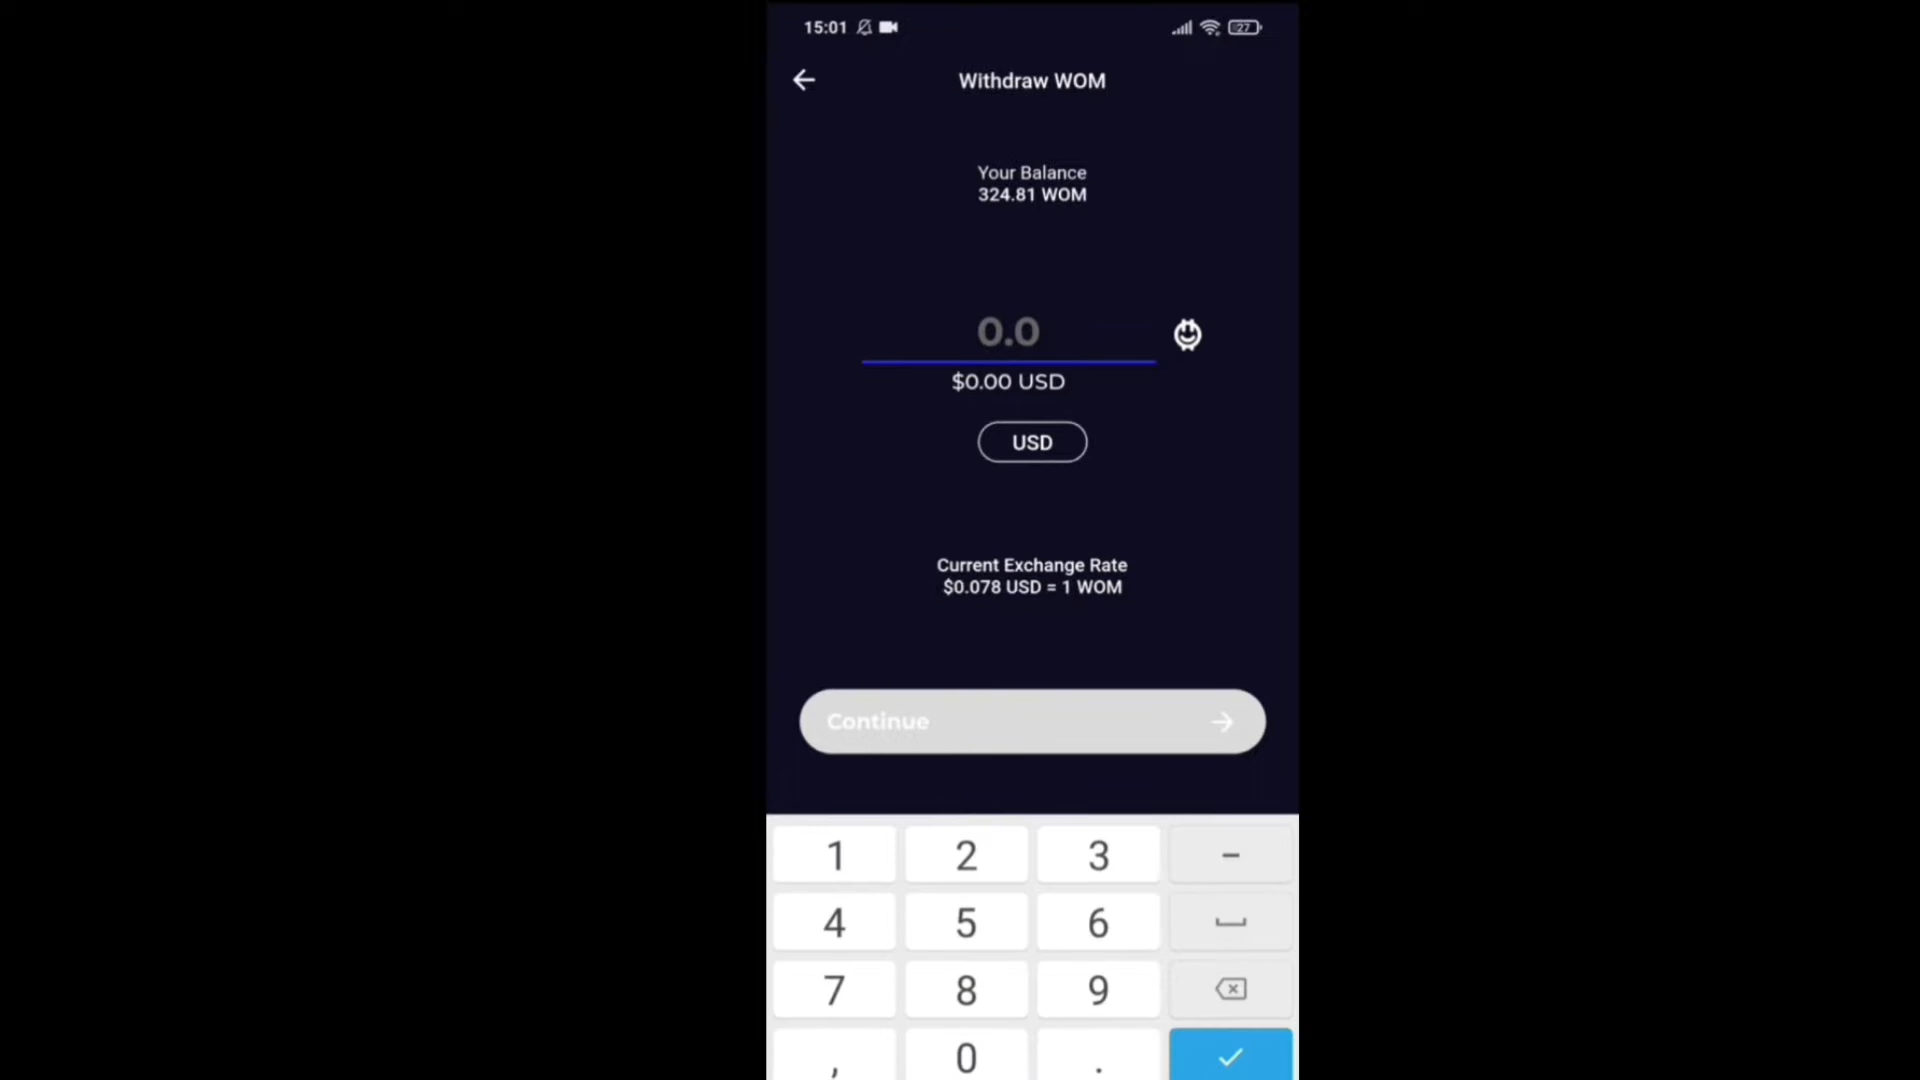 15:01
27
Withdraw WOM
Your Balance
324.81 WOM
0.0
$0.00 USD
USD
Current Exchange Rate
$0.078 USD = 1 WOM
Continue
1 2 3 -
4 5 6
7 8 9
, 0 .